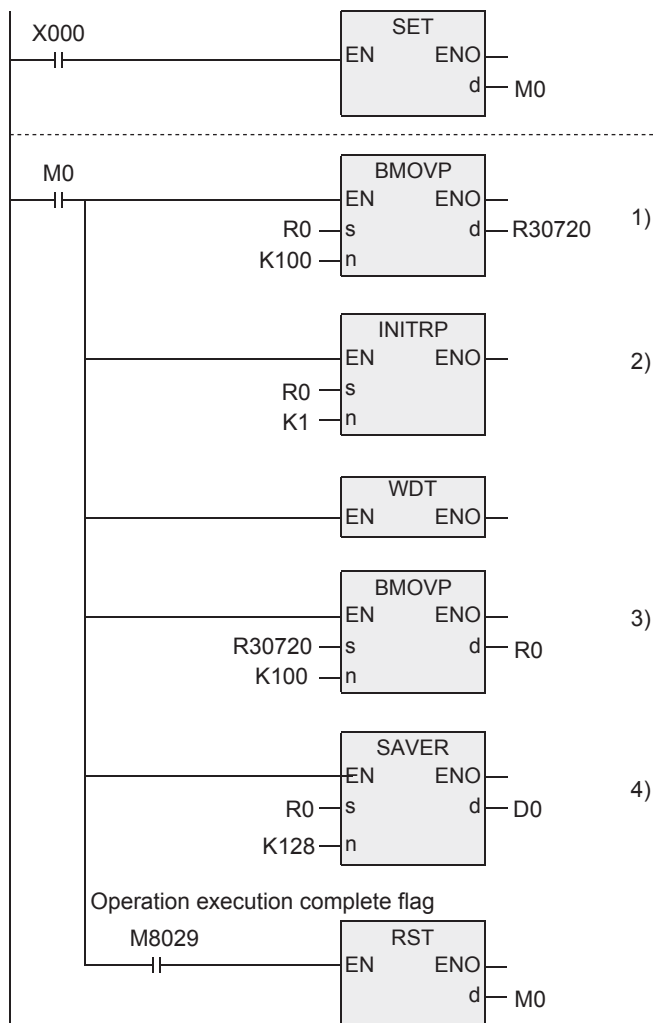 X000
SET
EN ENO
d M0
M0
BMOVP
EN ENO
R0 s d R30720 1)
K100 n
INITRP
EN ENO 2)
R0 s
K1 n
WDT
EN ENO
BMOVP
EN ENO 3)
R30720 s d R0
K100 n
SAVER
EN ENO 4)
R0 s d D0
K128 n
Operation execution complete flag
M8029 RST
EN ENO
d M0